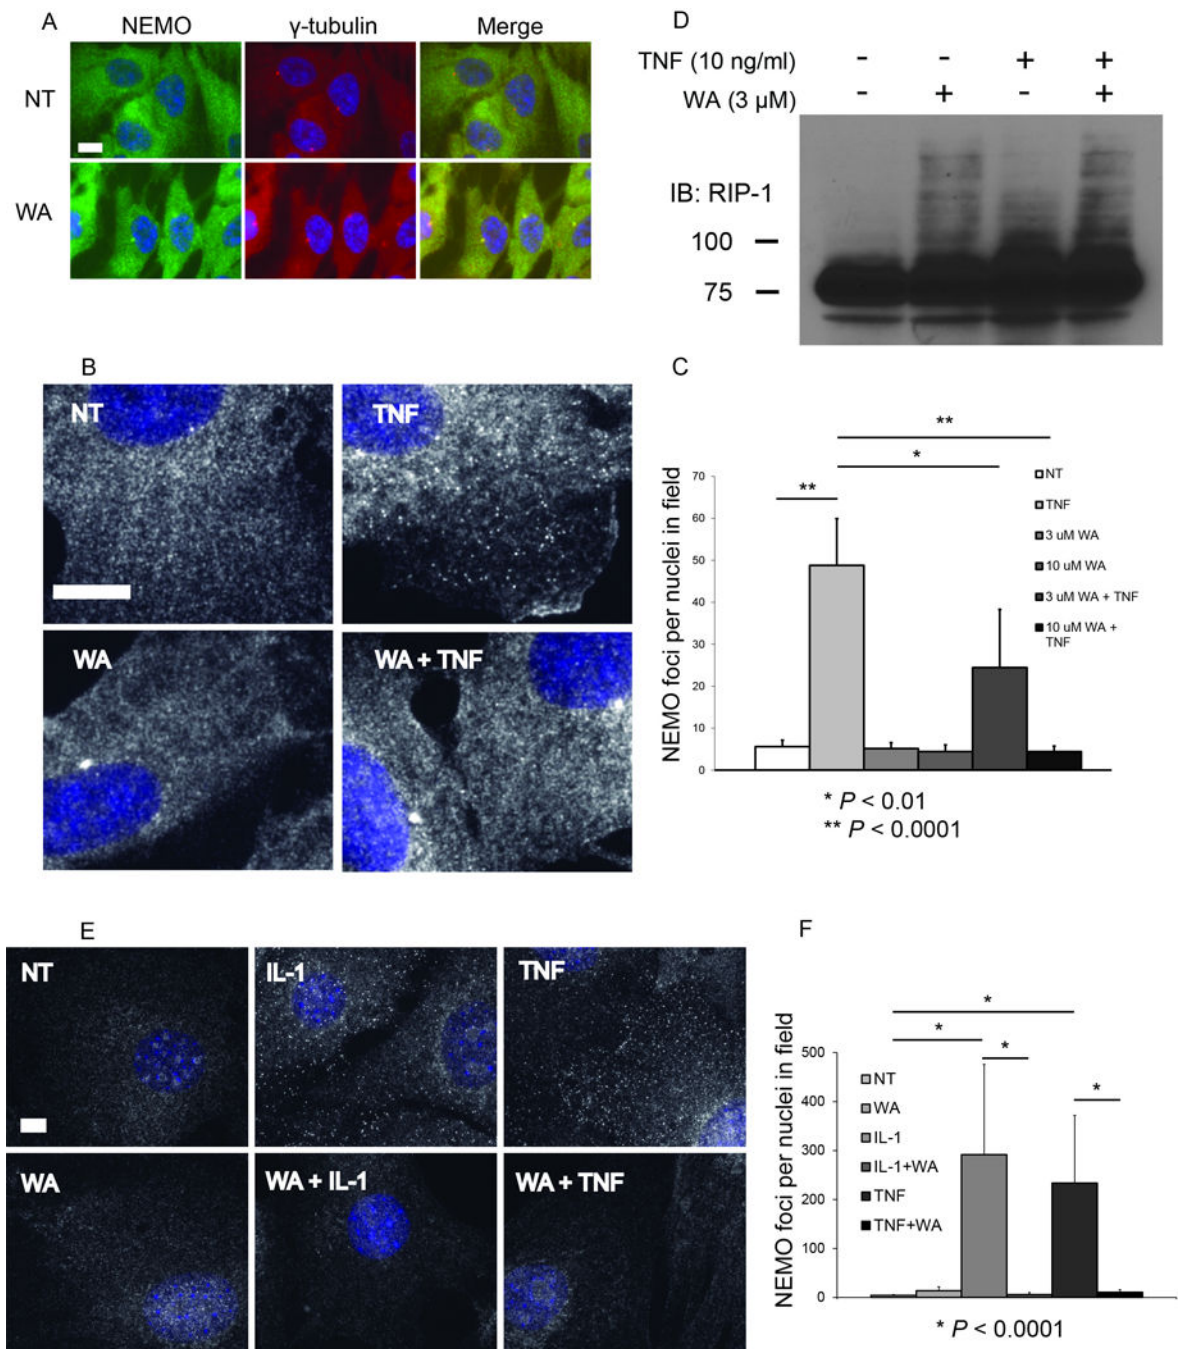 A
NEMO
γ-tubulin
Merge
NT
WA
D
TNF (10 ng/ml)
- - + +
WA (3 µM)
- + - +
IB: RIP-1
100
75
B
NT
TNF
WA
WA + TNF
C
**
*
**
NEMO foci per nuclei in field
70
60
50
40
30
20
10
0
NT
TNF
3 uM WA
10 uM WA
3 uM WA + TNF
10 uM WA +
TNF
* P < 0.01
** P < 0.0001
E
NT
IL-1
TNF
WA
WA + IL-1
WA + TNF
F
*
*
*
*
NEMO foci per nuclei in field
500
400
300
200
100
0
NT
WA
IL-1
IL-1+WA
TNF
TNF+WA
* P < 0.0001